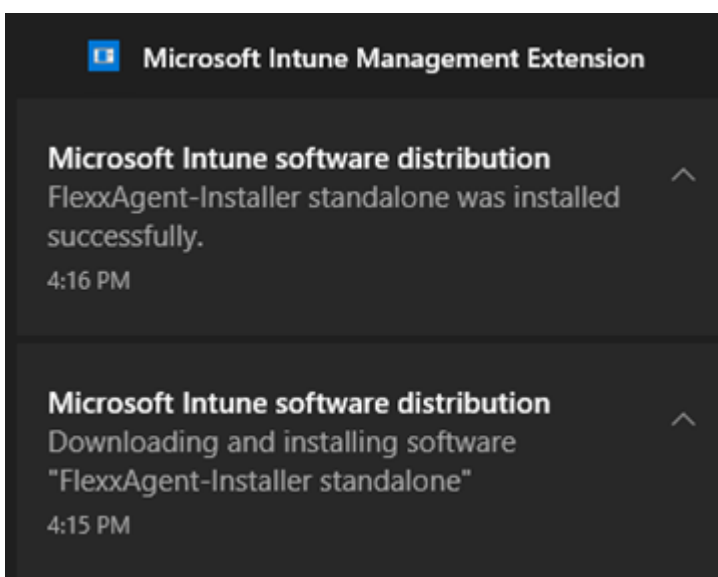 Microsoft Intune Management Extension
Microsoft Intune software distribution
FlexxAgent-Installer standalone was installed
successfully.
4:16 PM
Microsoft Intune software distribution
Downloading and installing software
"FlexxAgent-Installer standalone"
4:15 PM